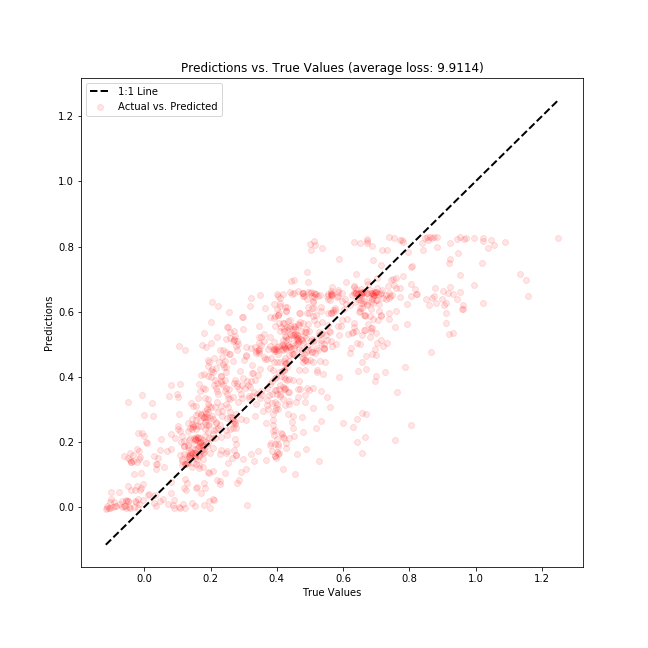 Predictions vs. True Values (average loss: 9.9114)
1:1 Line
Actual vs. Predicted
1.2
1.0
0.8
0.6
0.4
0.2
0.0
Predictions
0.0 0.2 0.4 0.6 0.8 1.0 1.2
True Values